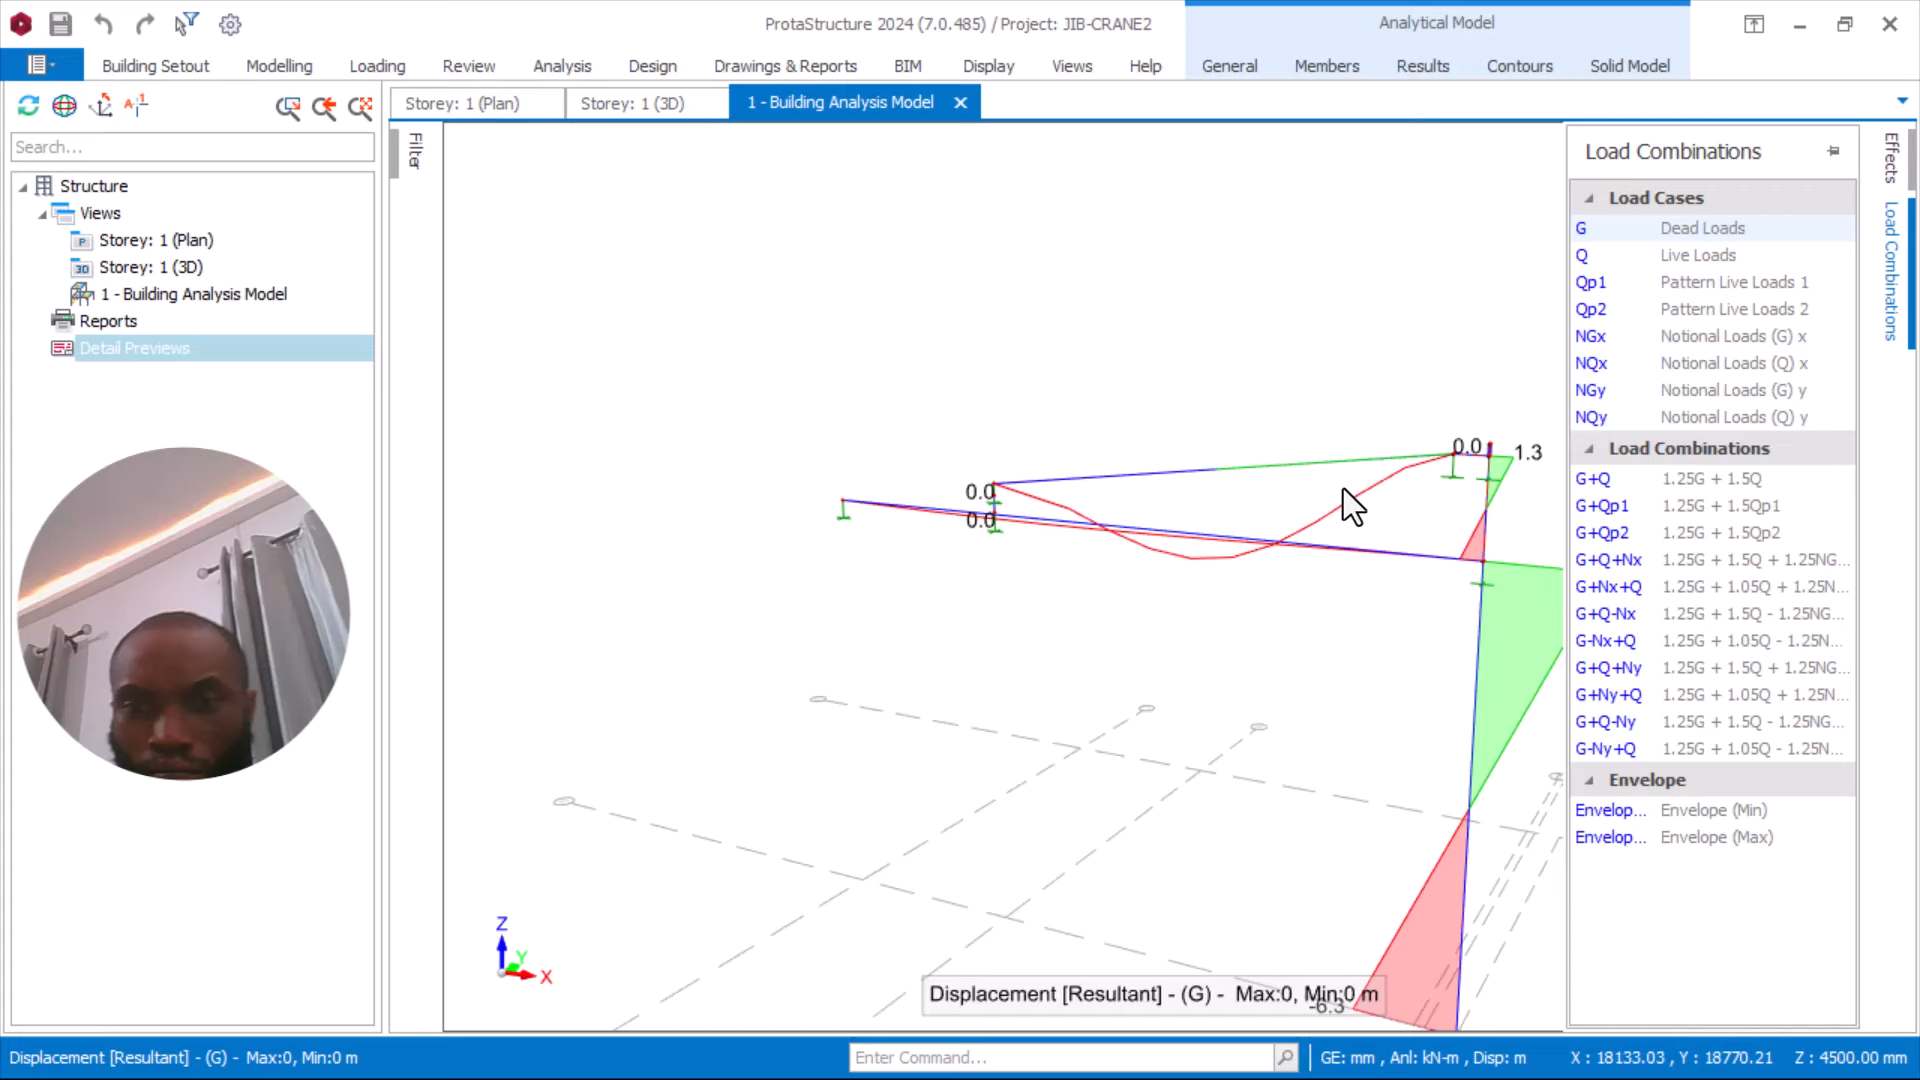 ProtaStructure 2024 (7.0.485) / Project: JIB-CRANE2
Analytical Model
Building Setout Modelling Loading Review Analysis Design Drawings & Reports BIM Display Views Help General Members Results Contours Solid Model
Storey: 1 (Plan) Storey: 1 (3D) 1 - Building Analysis Model
Search...
Structure
Views
Storey: 1 (Plan)
Storey: 1 (3D)
1 - Building Analysis Model
Reports
Detail Previews
Filter
0.0
1.3
0.0
0.0
-6.3
Z
Y
X
Displacement [Resultant] - (G) - Max:0, Min:0 m
Load Combinations
Load Cases
G Dead Loads
Q Live Loads
Qp1 Pattern Live Loads 1
Qp2 Pattern Live Loads 2
NGx Notional Loads (G) x
NQx Notional Loads (Q) x
NGy Notional Loads (G) y
NQy Notional Loads (Q) y
Load Combinations
G+Q 1.25G + 1.5Q
G+Qp1 1.25G + 1.5Qp1
G+Qp2 1.25G + 1.5Qp2
G+Q+Nx 1.25G + 1.5Q + 1.25NG...
G+Nx+Q 1.25G + 1.05Q + 1.25N...
G+Q-Nx 1.25G + 1.5Q - 1.25NG...
G-Nx+Q 1.25G + 1.05Q - 1.25N...
G+Q+Ny 1.25G + 1.5Q + 1.25NG...
G+Ny+Q 1.25G + 1.05Q + 1.25N...
G+Q-Ny 1.25G + 1.5Q - 1.25NG...
G-Ny+Q 1.25G + 1.05Q - 1.25N...
Envelope
Envelop... Envelope (Min)
Envelop... Envelope (Max)
Effects
Load Combinations
Displacement [Resultant] - (G) - Max:0, Min:0 m
Enter Command...
GE: mm , Anl: kN-m , Disp: m
X : 18133.03 , Y : 18770.21 Z : 4500.00 mm